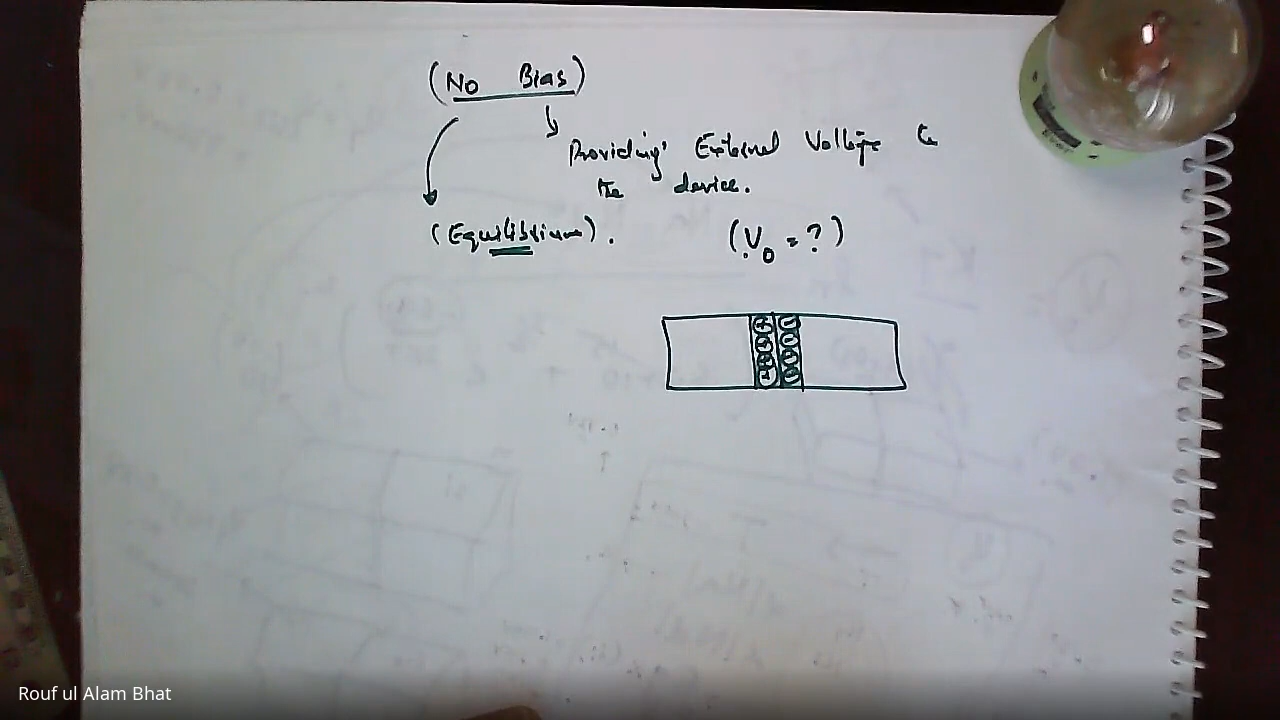 (No Bias)
Providing External Voltage to
the device.
(Equilibrium).
(V₀ = ?)
+ -
- 
-
+ -
Rouf ul Alam Bhat